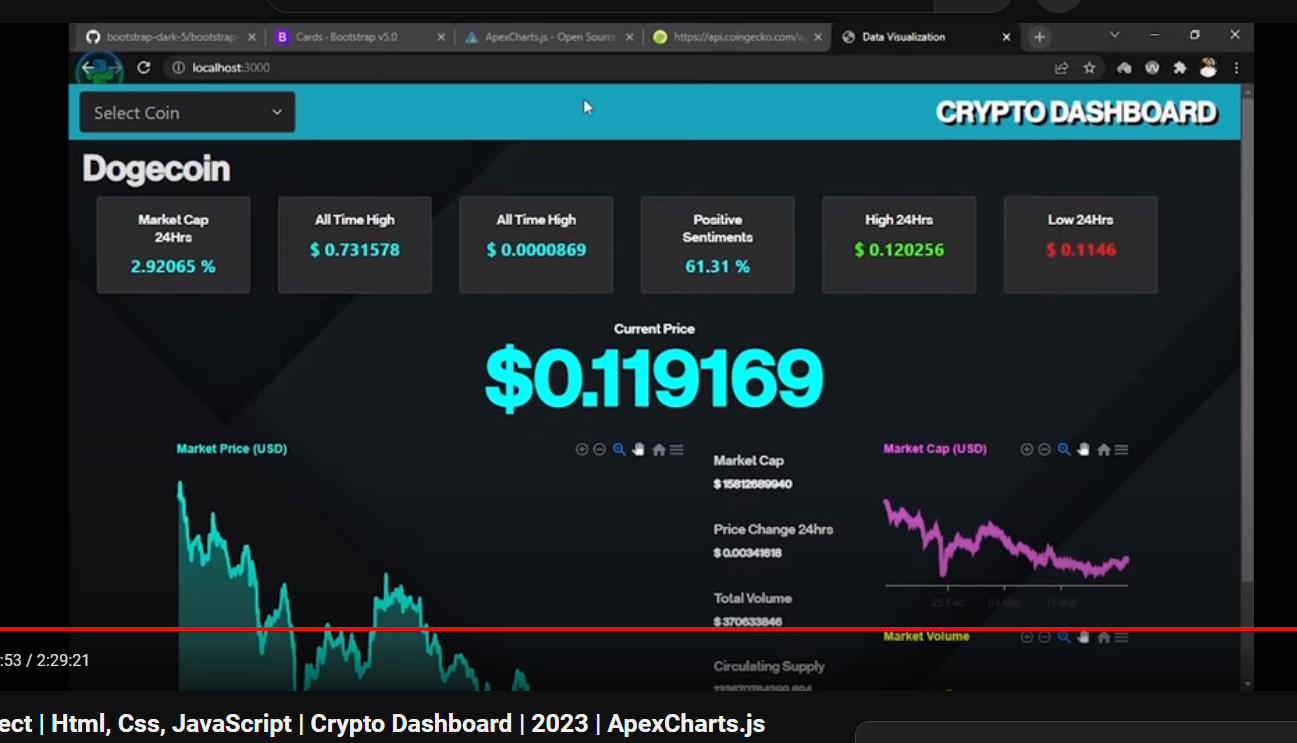 bootstrap-dark-5/bootstrap-
Cards · Bootstrap v5.0
ApexCharts.js - Open Source
https://api.coingecko.com/a
Data Visualization
localhost:3000
Select Coin
CRYPTO DASHBOARD
Dogecoin
Market Cap
24Hrs
2.92065 %
All Time High
$ 0.731578
All Time High
$ 0.0000869
Positive
Sentiments
61.31 %
High 24Hrs
$ 0.120256
Low 24Hrs
$ 0.1146
Current Price
$0.119169
Market Price (USD)
Market Cap
$15812689940
Price Change 24hrs
$0.00341618
Total Volume
$370633846
Circulating Supply
Market Cap (USD)
25 Feb
04 Mar
11 Mar
Market Volume
:53 / 2:29:21
ect | Html, Css, JavaScript | Crypto Dashboard | 2023 | ApexCharts.js